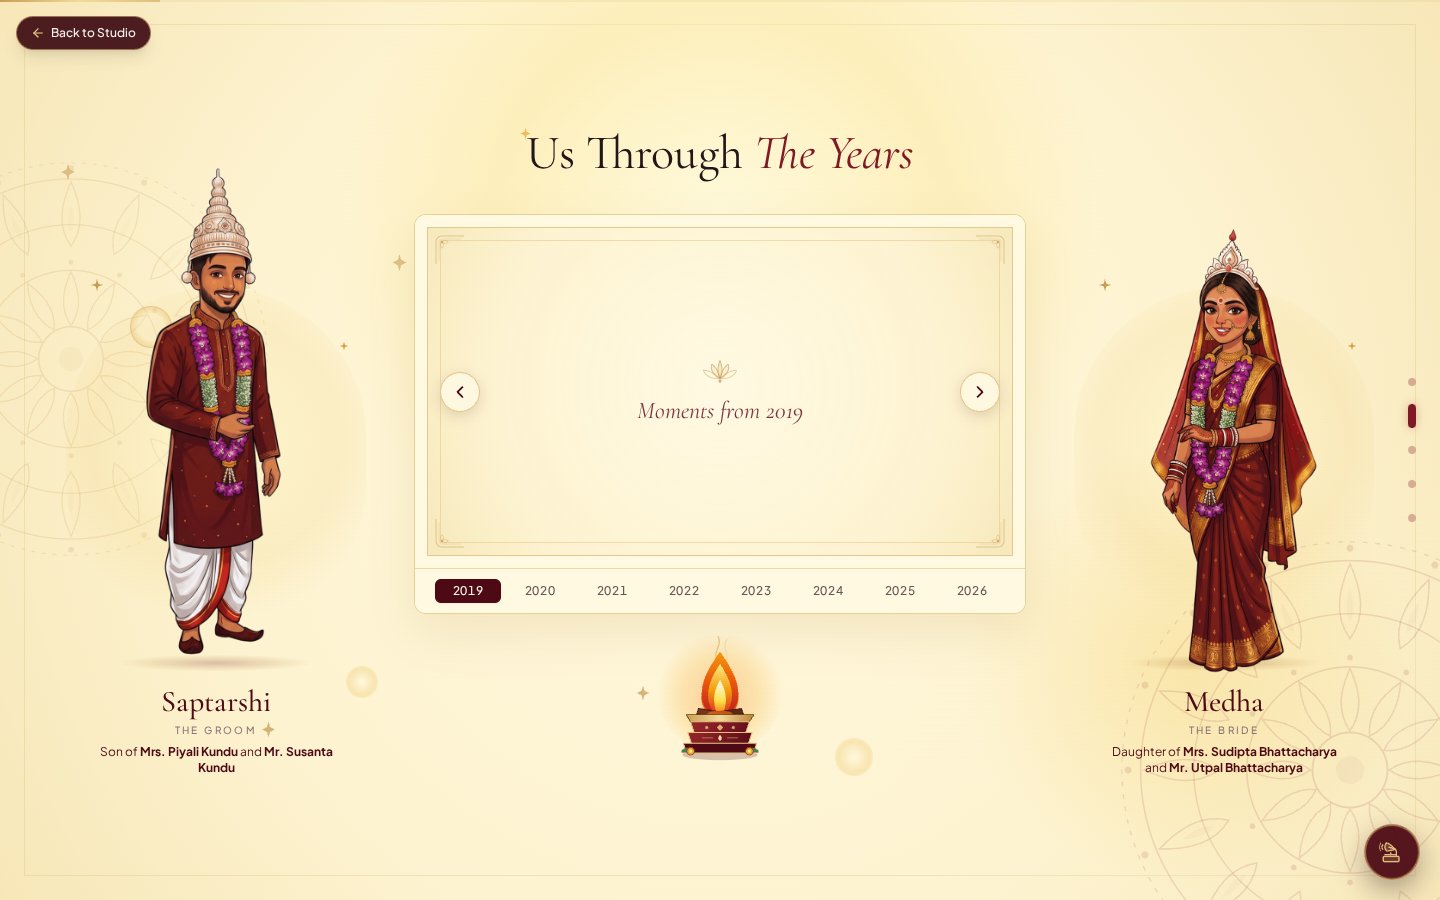 Back to Studio
Us Through The Years
Moments from 2019
2019 2020 2021 2022 2023 2024 2025 2026
Saptarshi
THE GROOM
Son of Mrs. Piyali Kundu and Mr. Susanta
Kundu
Medha
THE BRIDE
Daughter of Mrs. Sudipta Bhattacharya
and Mr. Utpal Bhattacharya